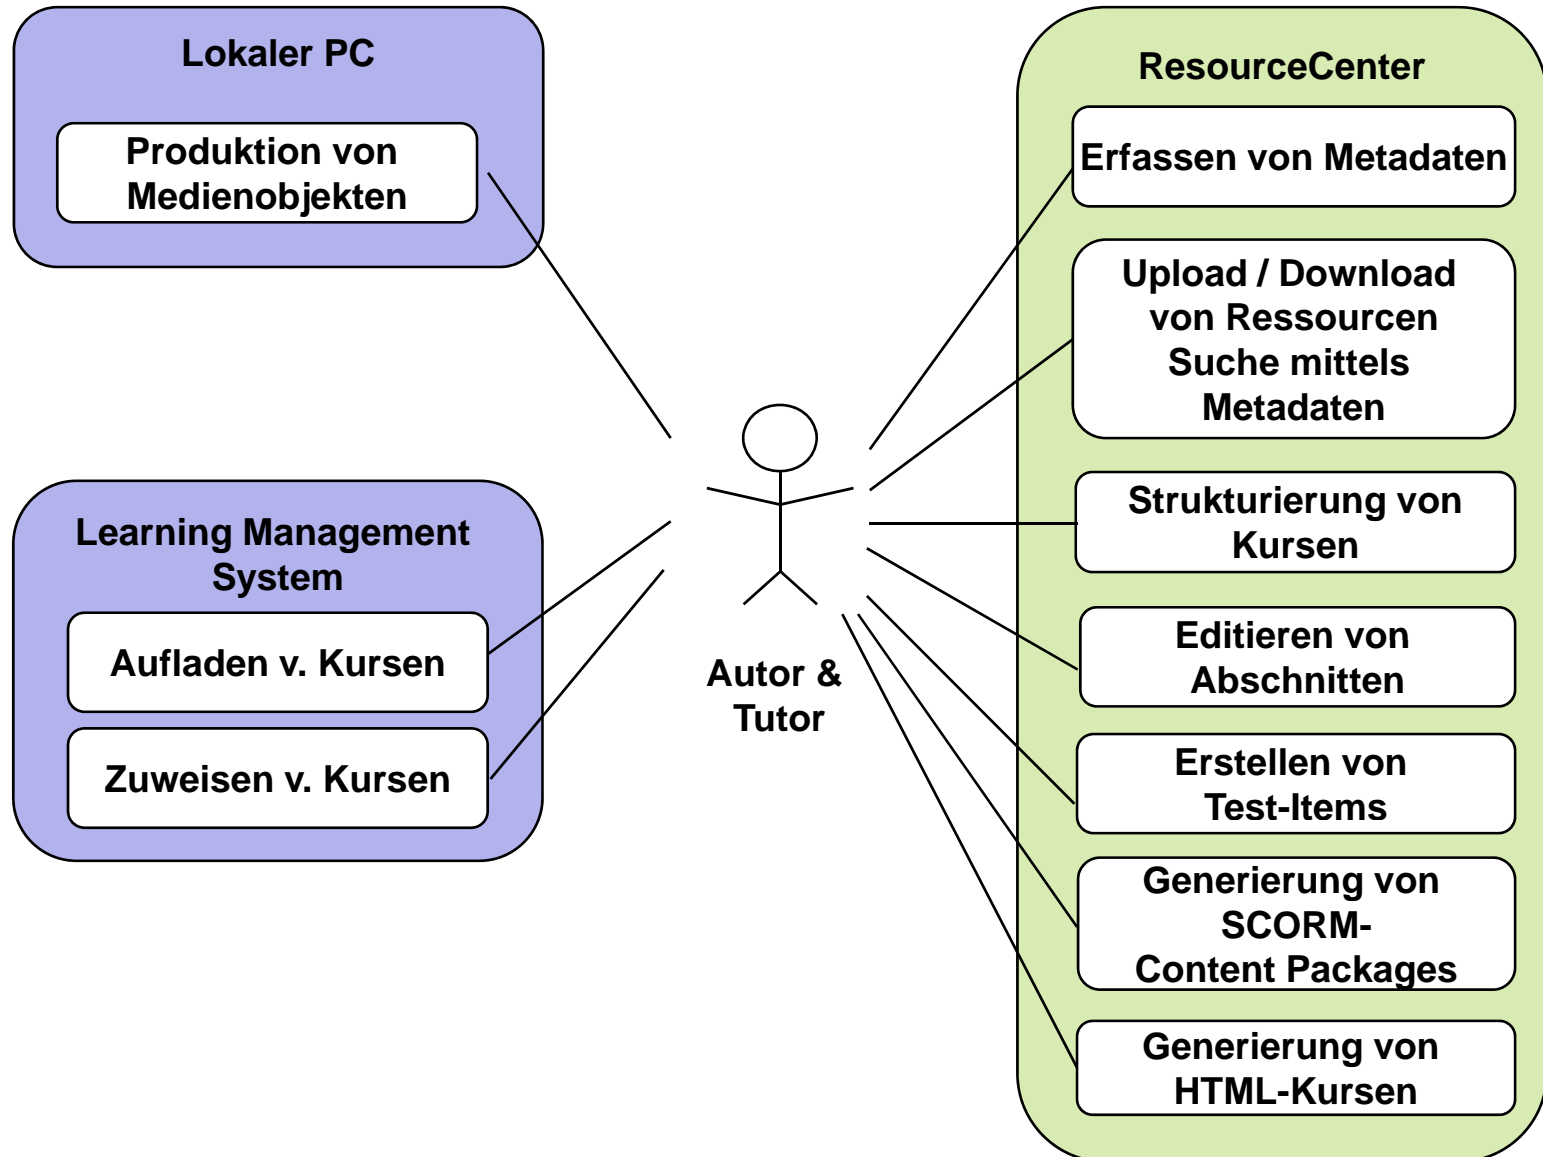 Lokaler PC
Produktion von
Medienobjekten
Learning Management
System
Aufladen v. Kursen
Zuweisen v. Kursen
Autor &
Tutor
ResourceCenter
Erfassen von Metadaten
Upload / Download
von Ressourcen
Suche mittels
Metadaten
Strukturierung von
Kursen
Editieren von
Abschnitten
Erstellen von
Test-Items
Generierung von
SCORM-
Content Packages
Generierung von
HTML-Kursen